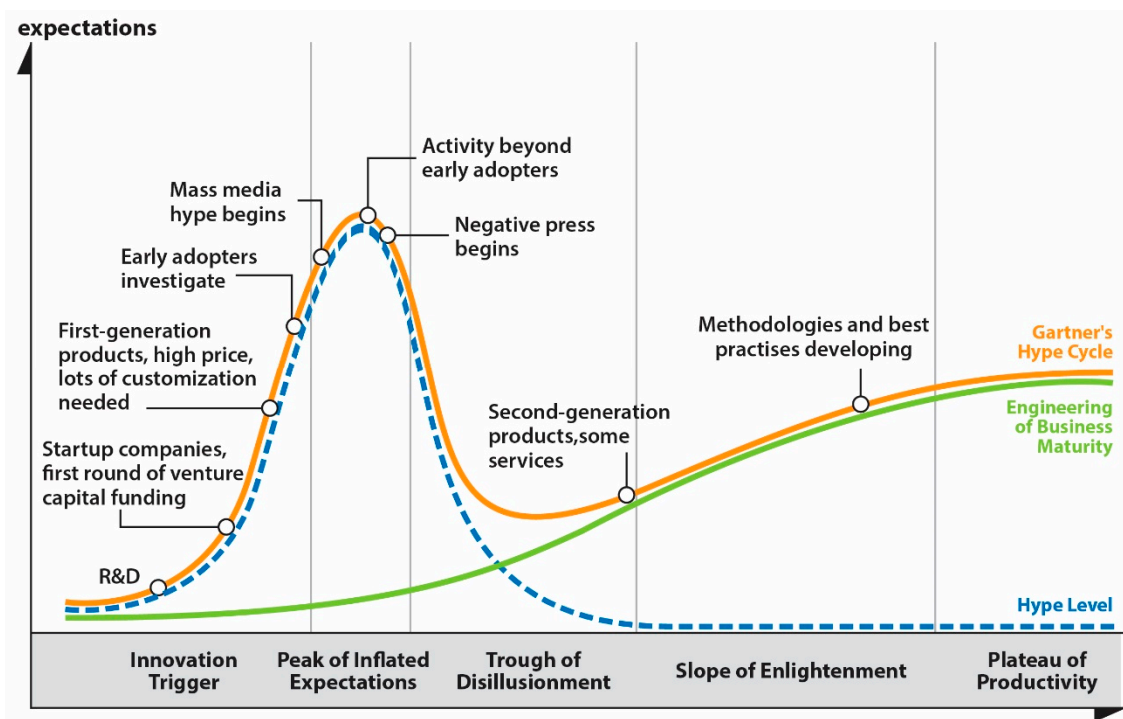 expectations
Activity beyond
early adopters
Mass media
hype begins
Negative press
begins
Early adopters
investigate
First-generation
products, high price,
lots of customization
needed
Methodologies and best
practises developing
Gartner's
Hype Cycle
Engineering
of Business
Maturity
Second-generation
products,some
services
Startup companies,
first round of venture
capital funding
R&D
Hype Level
Innovation
Trigger
Peak of Inflated
Expectations
Trough of
Disillusionment
Slope of Enlightenment
Plateau of
Productivity